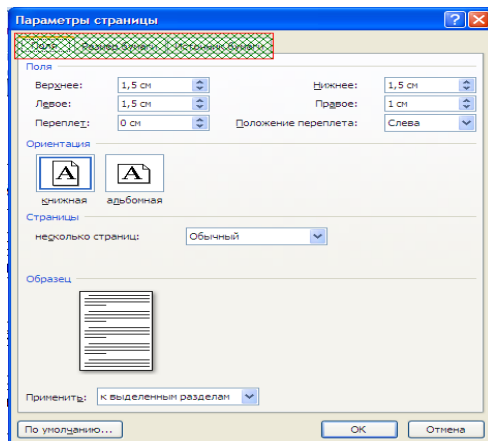 Параметры страницы
Поля Размер бумаги Источник бумаги
Поля
Верхнее: 1,5 см Нижнее: 1,5 см
Левое: 1,5 см Правое: 1 см
Переплет: 0 см Положение переплета: Слева
Ориентация
A A
книжная альбомная
Страницы
несколько страниц: Обычный
Образец
Применить: к выделенным разделам
По умолчанию... ОК Отмена